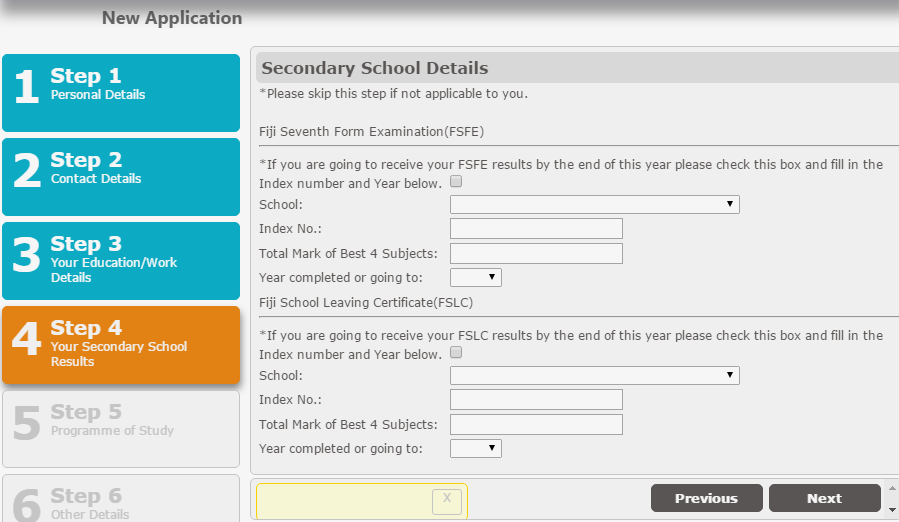 New Application
1
Step 1
Personal Details
2
Step 2
Contact Details
3
Step 3
Your Education/Work
Details
4
Step 4
Your Secondary School
Results
5
Step 5
Programme of Study
6
Step 6
Other Details
Secondary School Details
*Please skip this step if not applicable to you.
Fiji Seventh Form Examination(FSFE)
*If you are going to receive your FSFE results by the end of this year please check this box and fill in the
Index number and Year below.
School:
Index No.:
Total Mark of Best 4 Subjects:
Year completed or going to:
Fiji School Leaving Certificate(FSLC)
*If you are going to receive your FSLC results by the end of this year please check this box and fill in the
Index number and Year below.
School:
Index No.:
Total Mark of Best 4 Subjects:
Year completed or going to:
X
Previous
Next